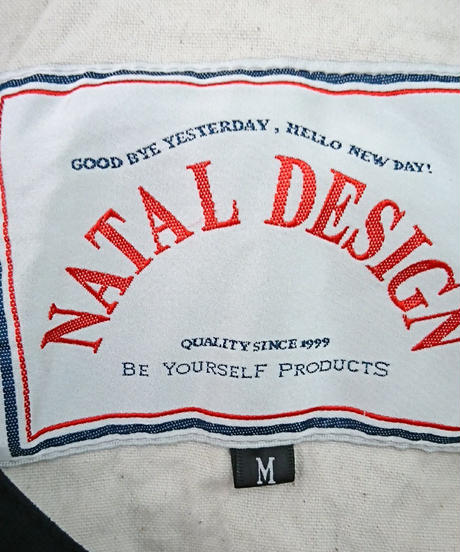 GOOD BYE YESTERDAY, HELLO NEW DAY!
NATAL DESIGN
QUALITY SINCE 1999
BE YOURSELF PRODUCTS
M